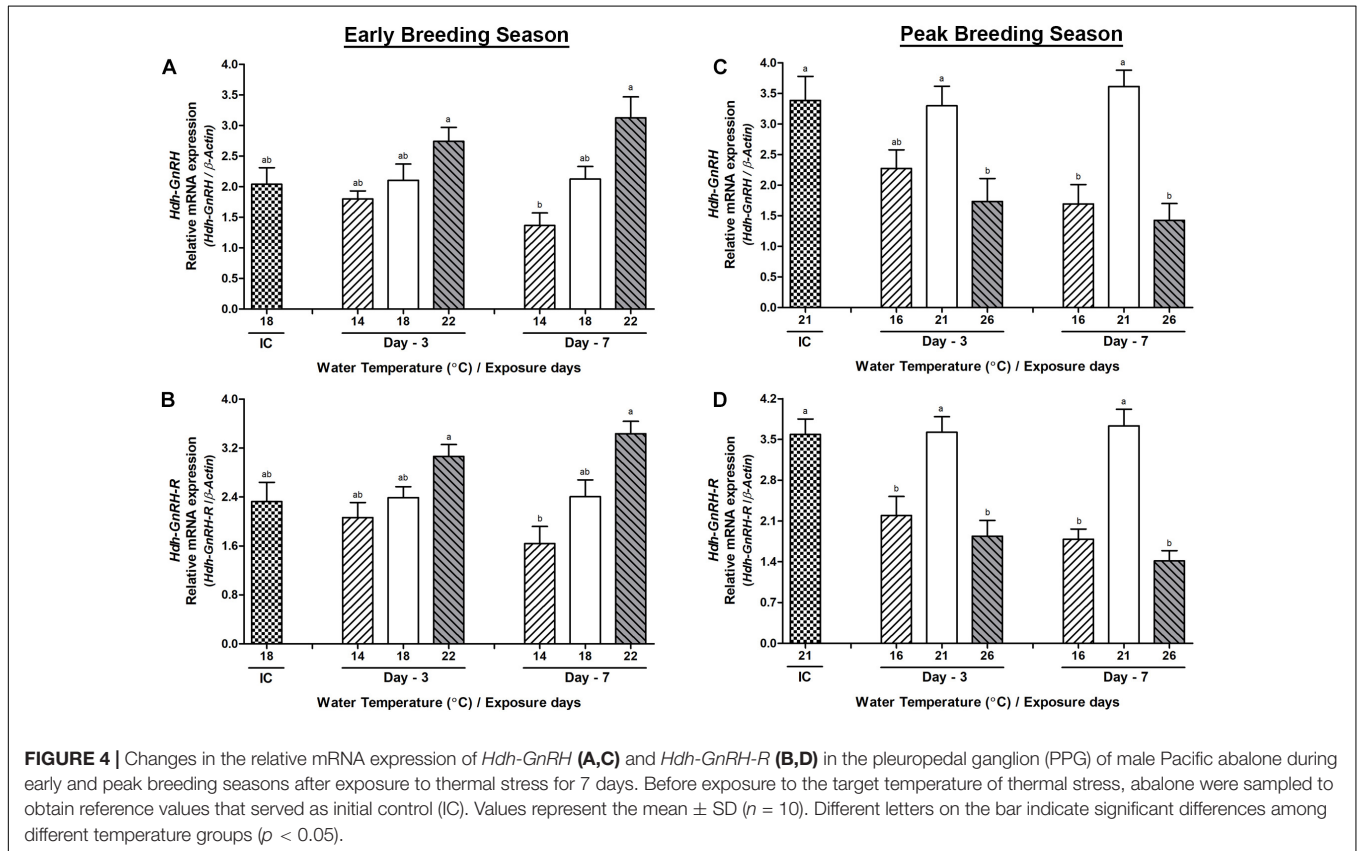 Early Breeding Season
Peak Breeding Season
A
Hdh-GnRH
Relative mRNA expression
(Hdh-GnRH / β-Actin)
4.0
3.5
3.0
2.5
2.0
1.5
1.0
0.5
0.0
ab
ab
ab
a
b
ab
a
18
14
18
22
14
18
22
IC
Day - 3
Day - 7
Water Temperature (°C) / Exposure days
C
Hdh-GnRH
Relative mRNA expression
(Hdh-GnRH / β-Actin)
4.0
3.5
3.0
2.5
2.0
1.5
1.0
0.5
0.0
a
ab
a
b
b
a
b
21
16
21
26
16
21
26
IC
Day - 3
Day - 7
Water Temperature (°C) / Exposure days
B
Hdh-GnRH-R
Relative mRNA expression
(Hdh-GnRH-R /β-Actin)
4.0
3.2
2.4
1.6
0.8
0.0
ab
ab
ab
a
b
ab
a
18
14
18
22
14
18
22
IC
Day - 3
Day - 7
Water Temperature (°C) / Exposure days
D
Hdh-GnRH-R
Relative mRNA expression
(Hdh-GnRH-R /β-Actin)
4.2
3.5
2.8
2.1
1.4
0.7
0.0
a
b
a
b
b
a
b
21
16
21
26
16
21
26
IC
Day - 3
Day - 7
Water Temperature (°C) / Exposure days
FIGURE 4 | Changes in the relative mRNA expression of Hdh-GnRH (A,C) and Hdh-GnRH-R (B,D) in the pleuropedal ganglion (PPG) of male Pacific abalone during
early and peak breeding seasons after exposure to thermal stress for 7 days. Before exposure to the target temperature of thermal stress, abalone were sampled to
obtain reference values that served as initial control (IC). Values represent the mean ± SD (n = 10). Different letters on the bar indicate significant differences among
different temperature groups (p < 0.05).